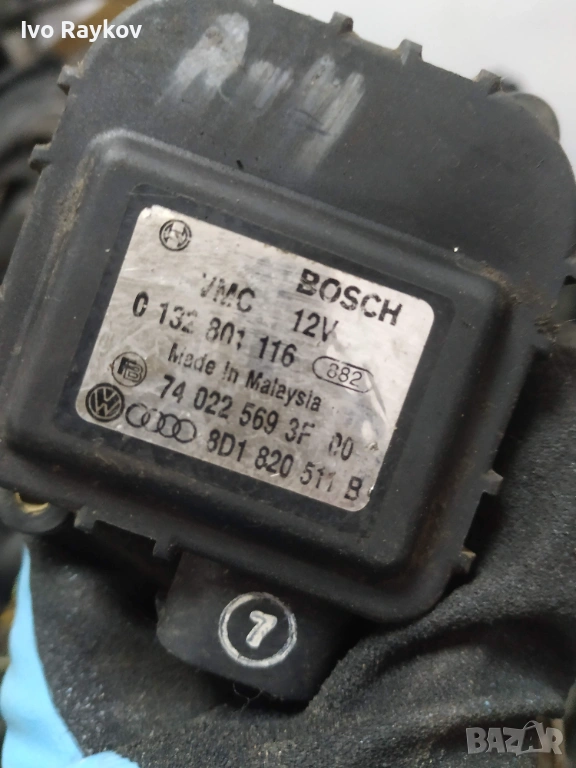 Ivo Raykov
BOSCH
VMC 12V
0 132 801 116 882
Made in Malaysia
74 022 569 3F 00
8D1 820 511 B
7
BAZAR